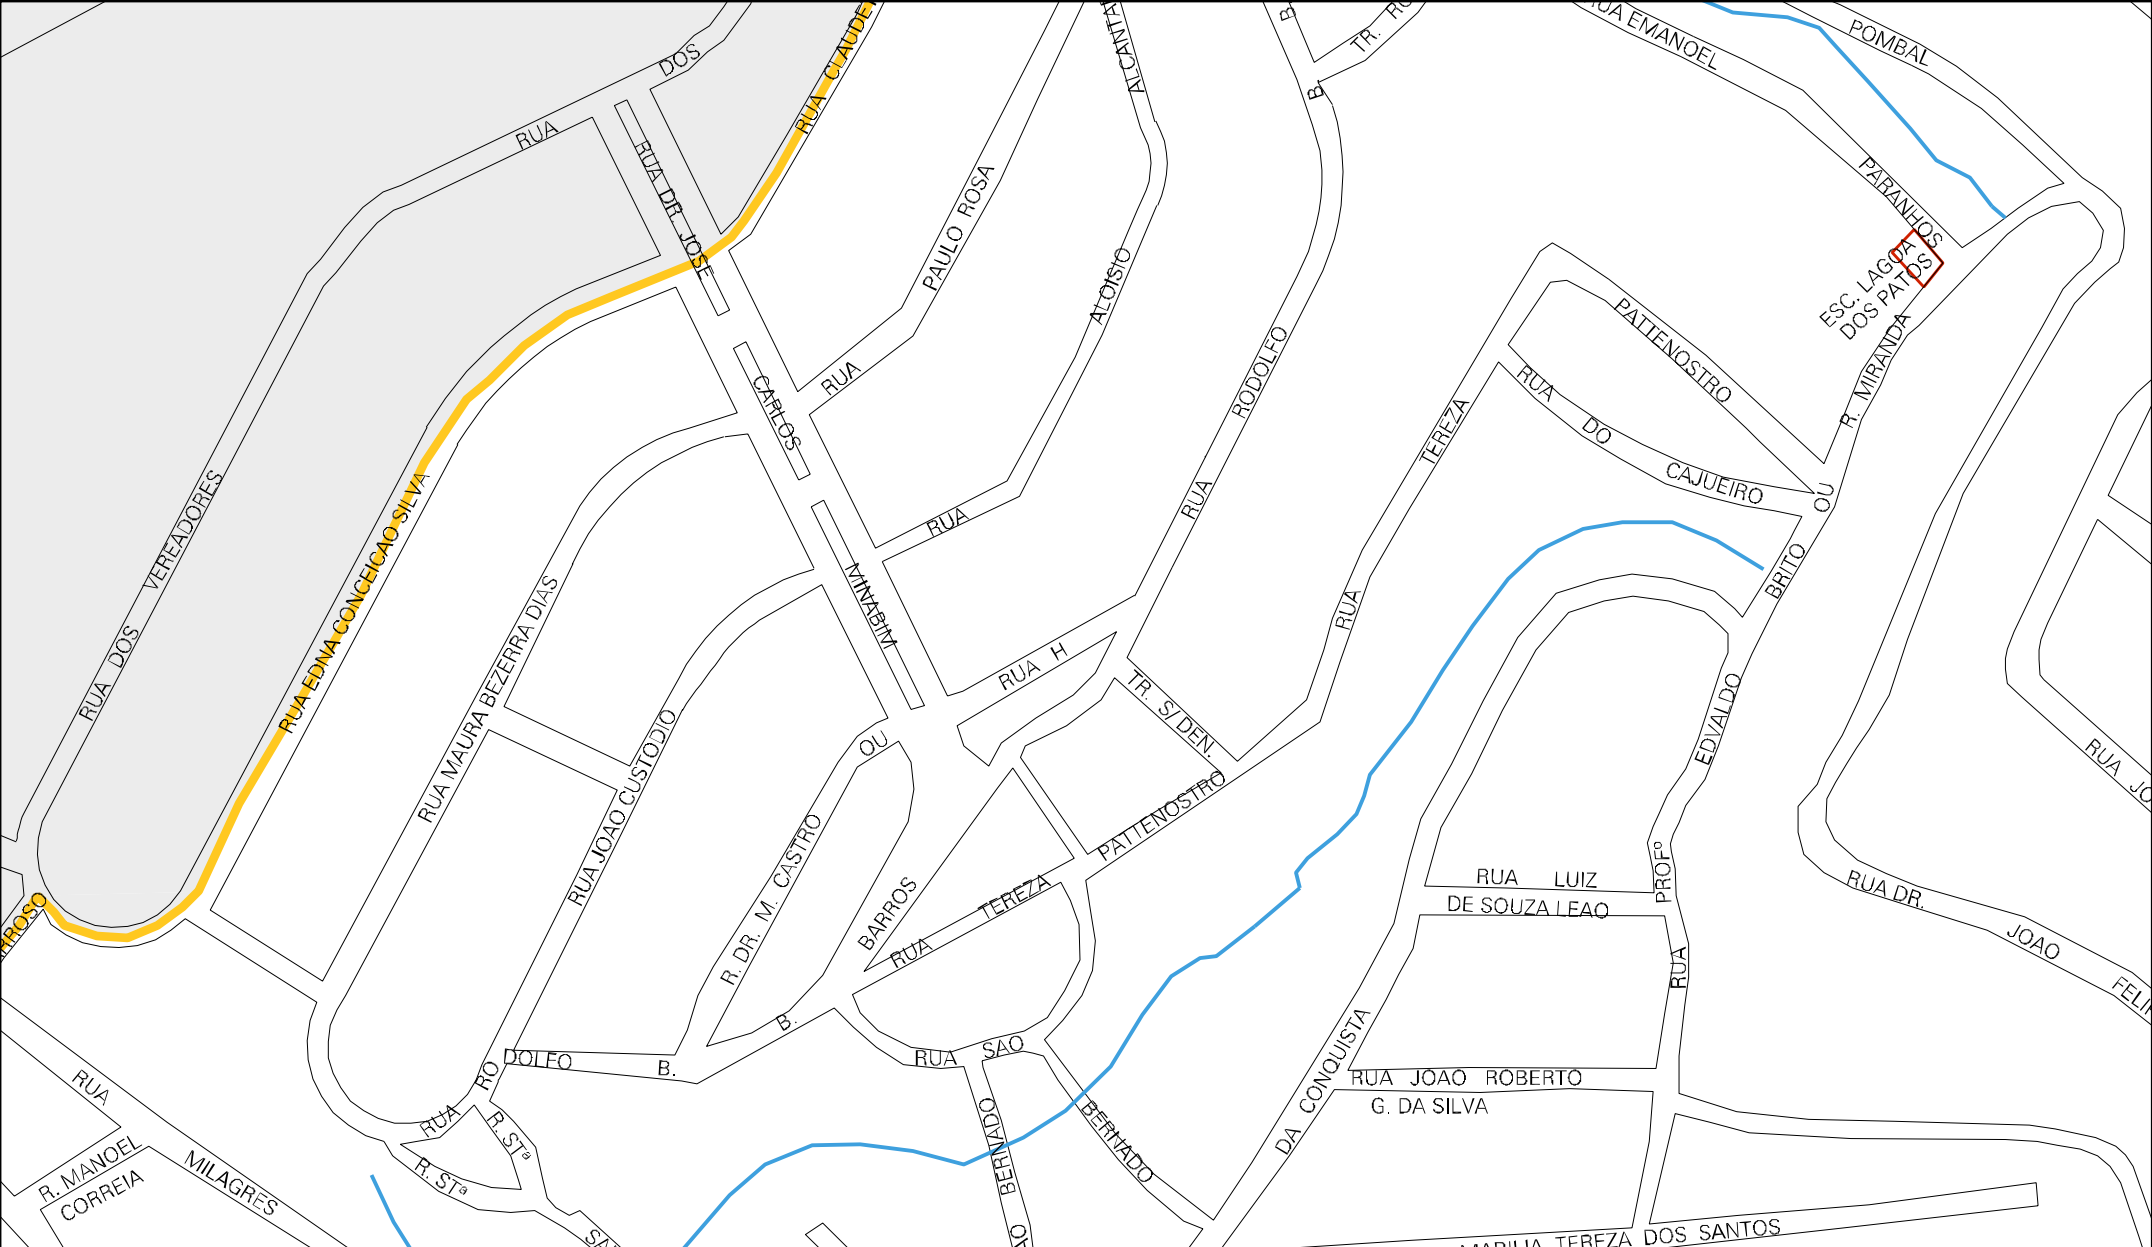 DOS
RUA
RUA CLAUDE
RUA DR. JOSE
CARLOS
MINABIM
RUA DOS VEREADORES
RUA EDNA CONCEICAO SILVA
RUA MAURA BEZERRA DIAS
RUA JOAO CUSTODIO
PAULO ROSA
RUA
ALOISIO
RUA
B
TR.
B
RUA EMANOEL
PARANHOS
POMBAL
ESC. LAGOA
DOS PATOS
R. MIRANDA
OU
BRITO
EDVALDO
PROFº
RUA
RUA RODOLFO
RUA TEREZA
PATTENOSTRO
RUA DO CAJUEIRO
RUA H
TR. S/DEN.
RUA TEREZA
PATTENOSTRO
OU
R. DR. M. CASTRO
BARROS
RUA RO
DOLFO B.
B.
RUA SAO
BERNADO
BERNADO
R. STª
R. STª
RUA
MILAGRES
R. MANOEL
CORREIA
DA CONQUISTA
RUA LUIZ
DE SOUZA LEAO
RUA JOAO ROBERTO
G. DA SILVA
TEREZA DOS SANTOS
RUA DR.
JOAO
RUA